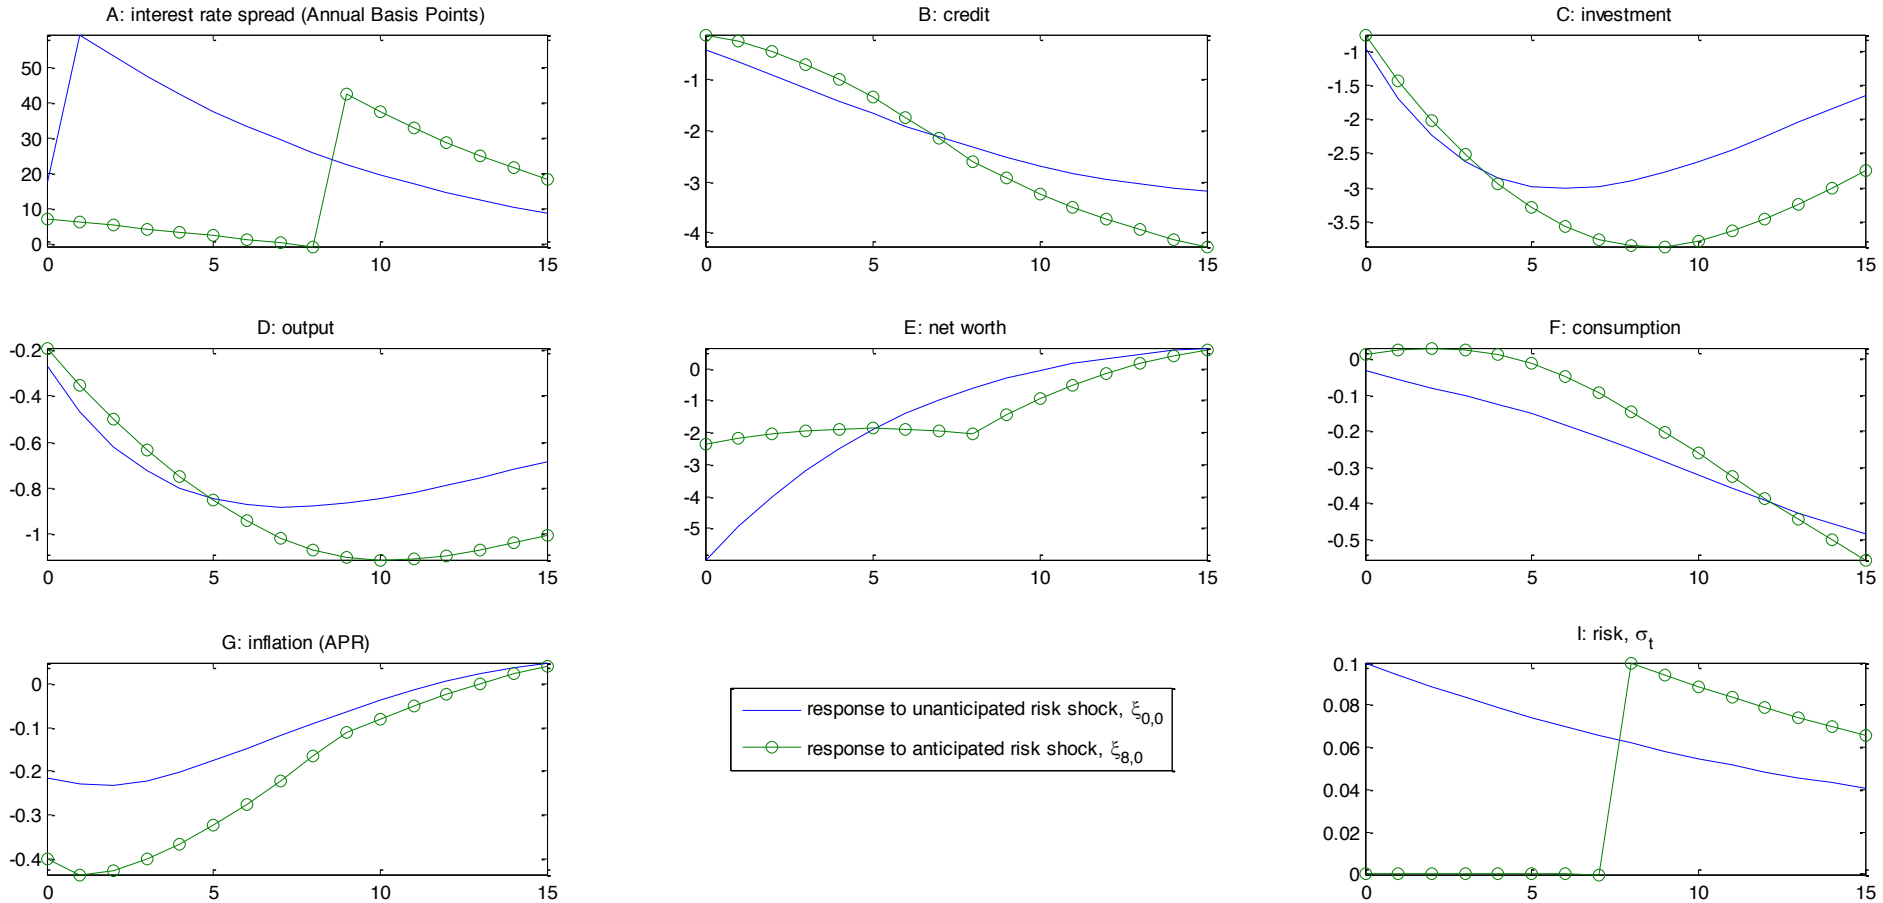 A: interest rate spread (Annual Basis Points)
50
40
30
20
10
0
0 5 10 15
B: credit
-1
-2
-3
-4
0 5 10 15
C: investment
-1
-1.5
-2
-2.5
-3
-3.5
0 5 10 15
D: output
-0.2
-0.4
-0.6
-0.8
-1
0 5 10 15
E: net worth
0
-1
-2
-3
-4
-5
0 5 10 15
F: consumption
0
-0.1
-0.2
-0.3
-0.4
-0.5
0 5 10 15
G: inflation (APR)
0
-0.1
-0.2
-0.3
-0.4
0 5 10 15
response to unanticipated risk shock, ξ0,0
response to anticipated risk shock, ξ8,0
I: risk, σt
0.1
0.08
0.06
0.04
0.02
0
0 5 10 15